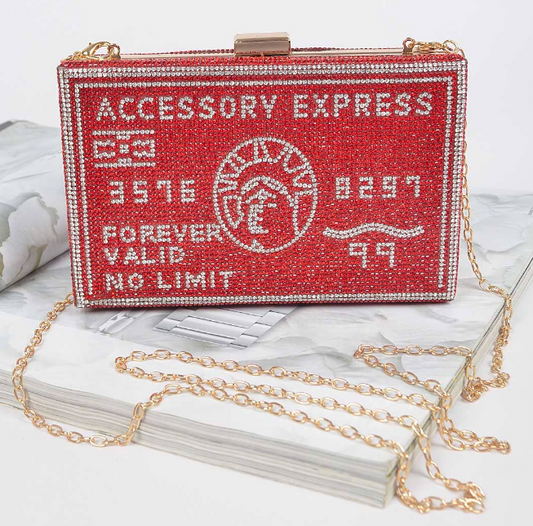 ACCESSORY EXPRESS
3576 8297
FOREVER
VALID
NO LIMIT
99